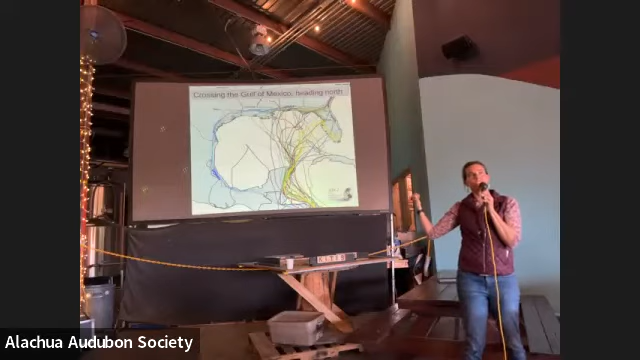 Crossing the Gulf of Mexico, heading north
Alachua Audubon Society